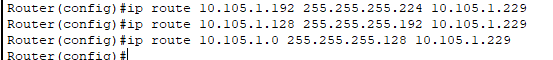 Router(config)#ip route 10.105.1.192 255.255.255.224 10.105.1.229
Router(config)#ip route 10.105.1.128 255.255.255.192 10.105.1.229
Router(config)#ip route 10.105.1.0 255.255.255.128 10.105.1.229
Router(config)#